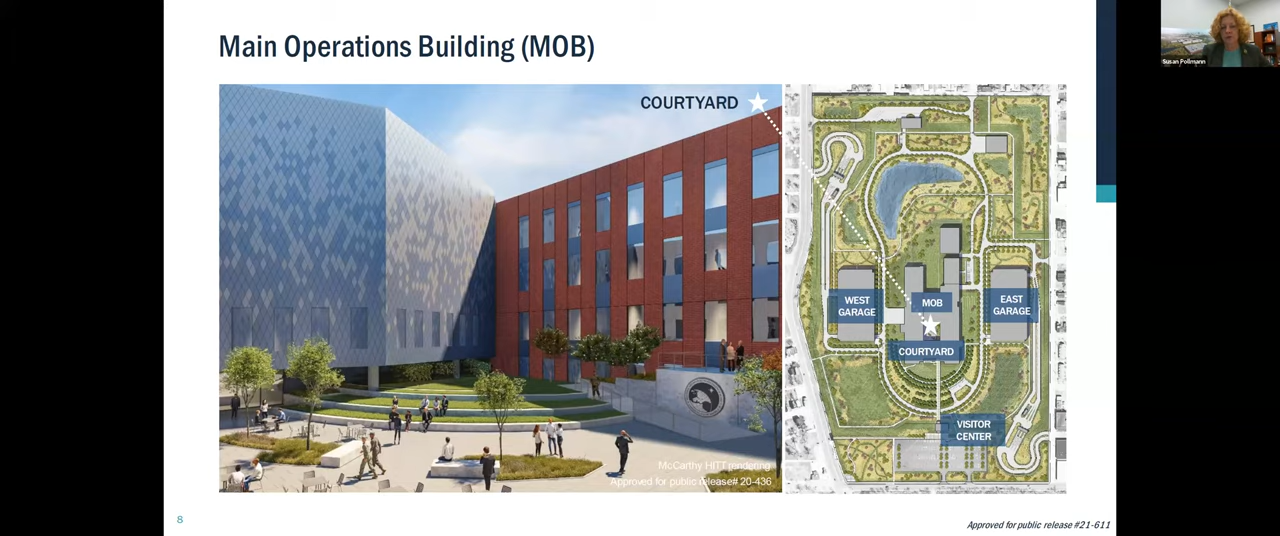 Main Operations Building (MOB)
COURTYARD
WEST
GARAGE
MOB
EAST
GARAGE
COURTYARD
VISITOR
CENTER
McCarthy HITT rendering
Approved for public release# 20-436
8
Approved for public release #21-611
Susan Pollmann